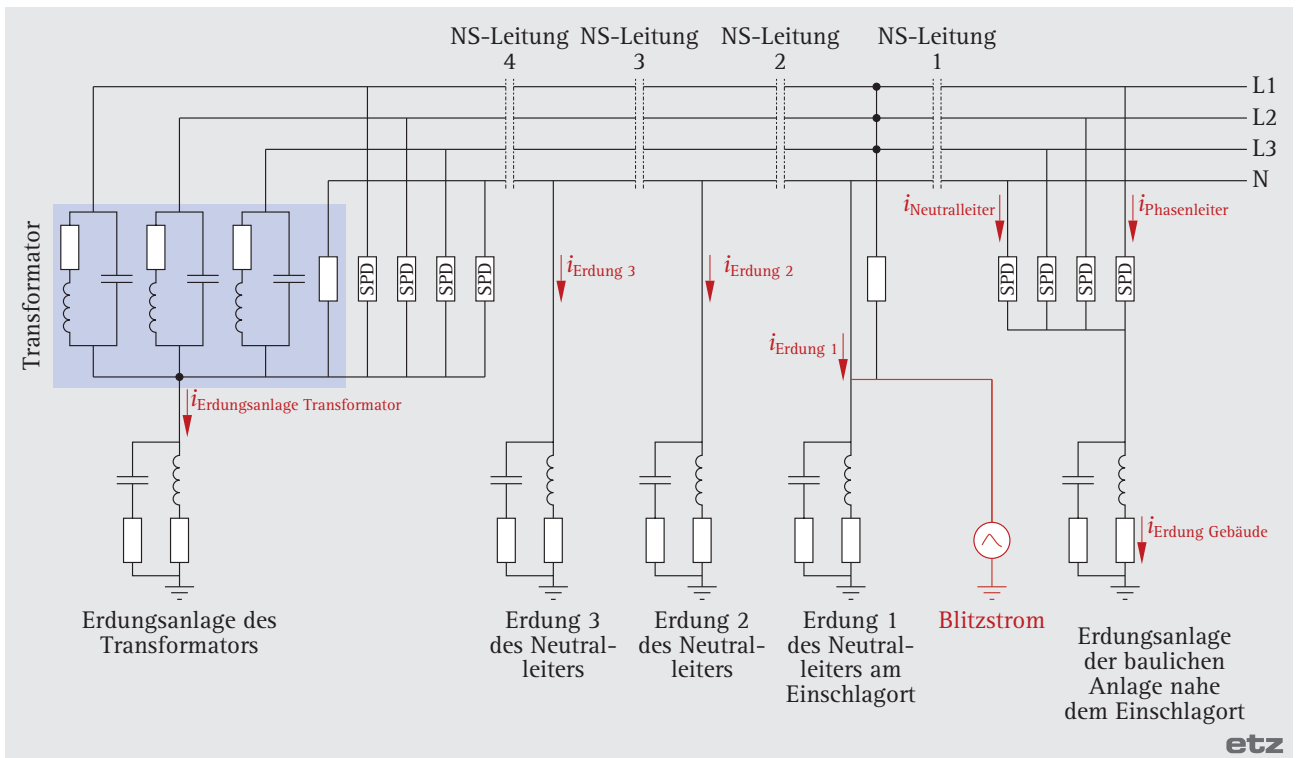 NS-Leitung NS-Leitung NS-Leitung NS-Leitung
4 3 2 1
L1
L2
L3
N
Transformator
SPD SPD SPD SPD
iErdung 3
iErdung 2
iErdung 1
iNeutralleiter
iPhasenleiter
SPD SPD SPD SPD
iErdungsanlage Transformator
iErdung Gebäude
Erdungsanlage des
Transformators
Erdung 3
des Neutral-
leiters
Erdung 2
des Neutral-
leiters
Erdung 1
des Neutral-
leiters am
Einschlagort
Blitzstrom
Erdungsanlage
der baulichen
Anlage nahe
dem Einschlagort
etz